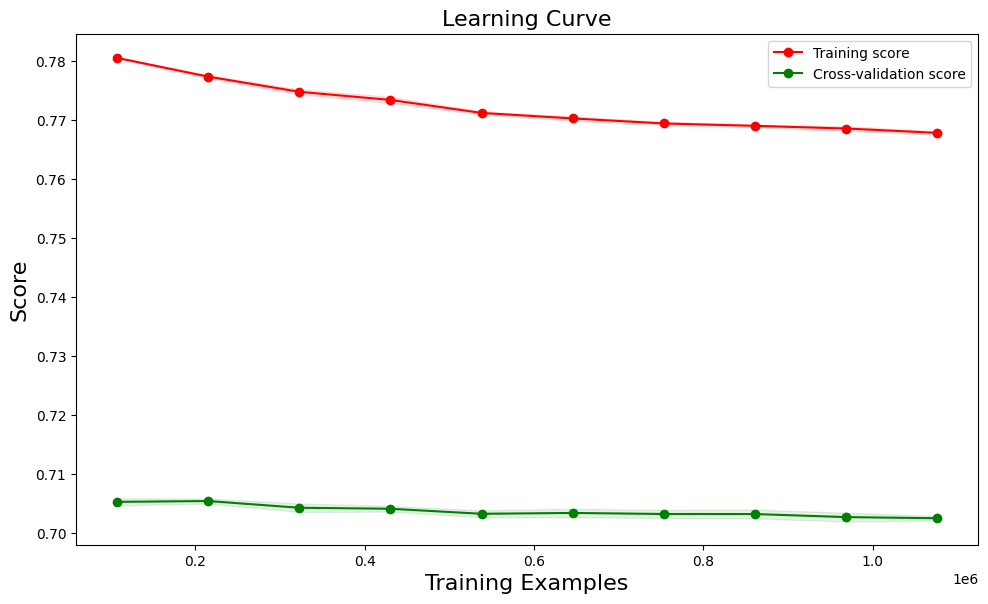 Learning Curve
Training score
Cross-validation score
0.78
0.77
0.76
0.75
0.74
0.73
0.72
0.71
0.70
Score
0.2
0.4
0.6
0.8
1.0
1e6
Training Examples